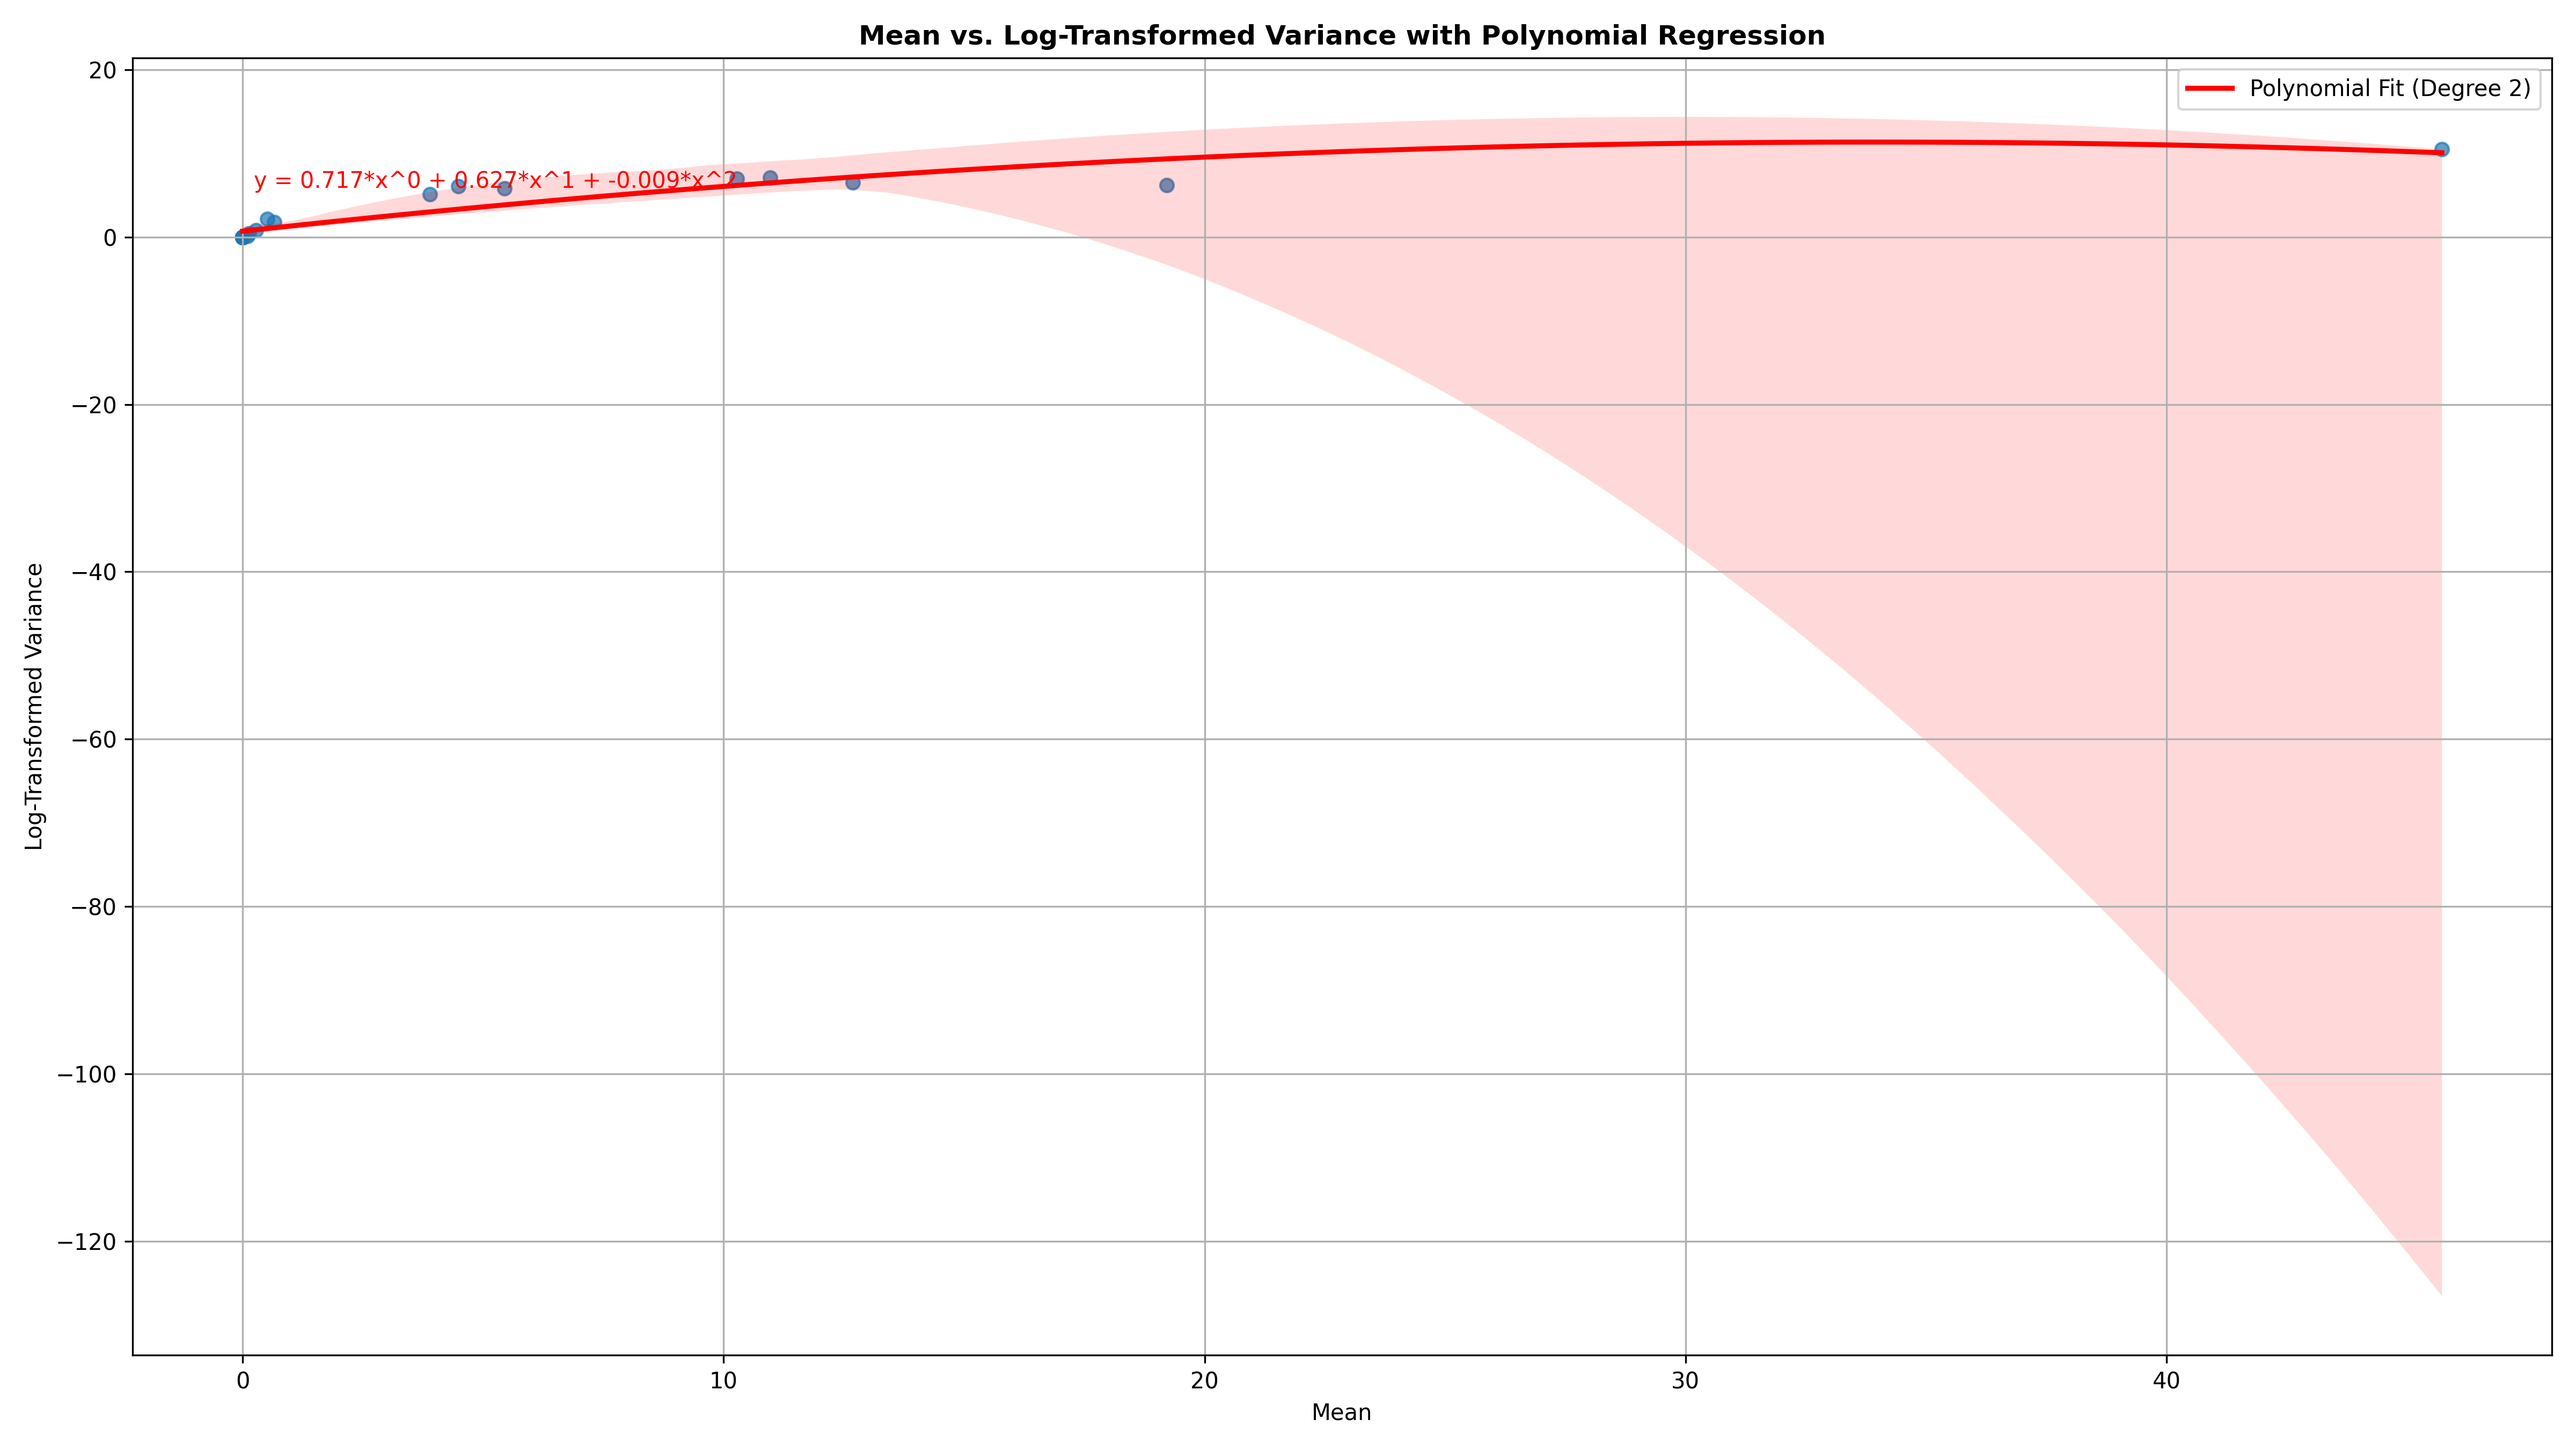 Mean vs. Log-Transformed Variance with Polynomial Regression
Polynomial Fit (Degree 2)
y = 0.717*x^0 + 0.627*x^1 + -0.009*x^2
Log-Transformed Variance
20
0
−20
−40
−60
−80
−100
−120
0
10
20
30
40
Mean